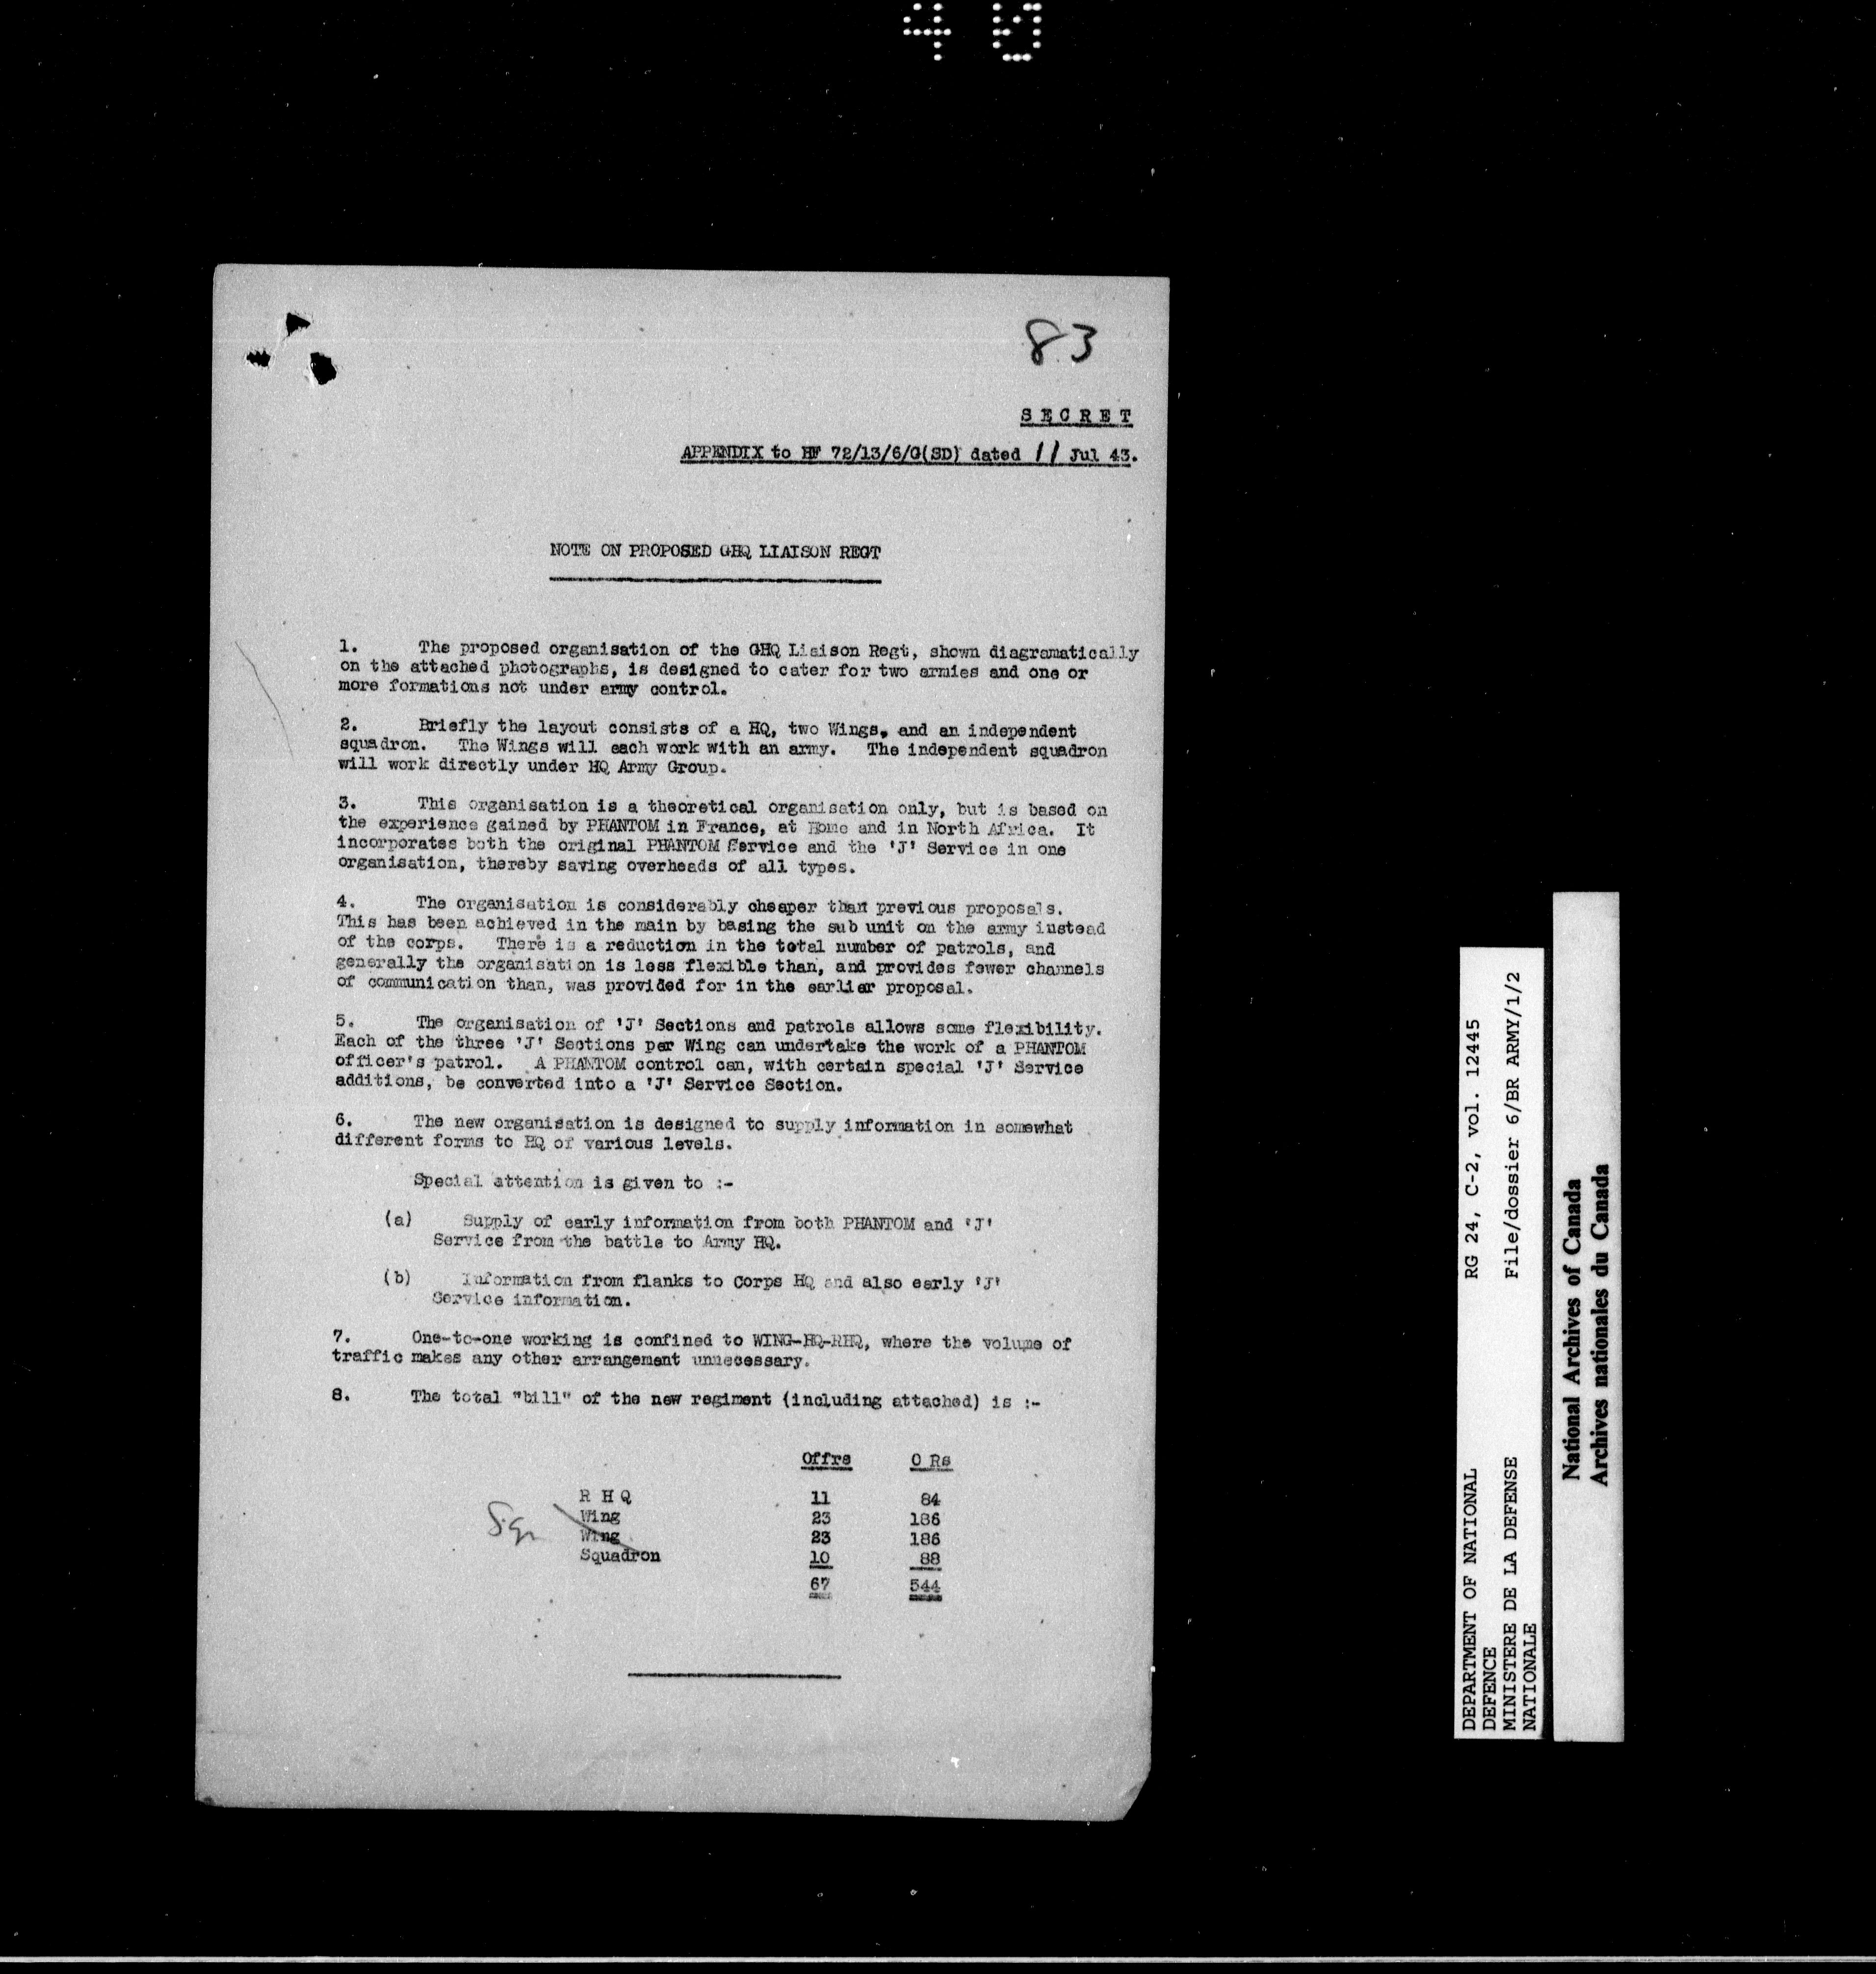 40
83
SECRET
APPENDIX to HF 72/13/6/G(SD) dated 11 Jul 43.
NOTE ON PROPOSED GHQ LIAISON REGT
1. The proposed organisation of the GHQ Liaison Regt, shown diagramatically
on the attached photographs, is designed to cater for two armies and one or
more formations not under army control.
2. Briefly the layout consists of a HQ, two Wings, and an independent
squadron. The Wings will each work with an army. The independent squadron
will work directly under HQ Army Group.
3. This organisation is a theoretical organisation only, but is based on
the experience gained by PHANTOM in France, at Home and in North Africa. It
incorporates both the original PHANTOM Service and the 'J' Service in one
organisation, thereby saving overheads of all types.
4. The organisation is considerably cheaper than previous proposals.
This has been achieved in the main by basing the sub unit on the army instead
of the corps. There is a reduction in the total number of patrols, and
generally the organisation is less flexible than, and provides fewer channels
of communication than, was provided for in the earlier proposal.
5. The organisation of 'J' Sections and patrols allows some flexibility.
Each of the three 'J' Sections per Wing can undertake the work of a PHANTOM
officer's patrol. A PHANTOM control can, with certain special 'J' Service
additions, be converted into a 'J' Service Section.
6. The new organisation is designed to supply information in somewhat
different forms to HQ of various levels.
Special attention is given to :-
(a) Supply of early information from both PHANTOM and 'J'
Service from the battle to Army HQ.
(b) Information from flanks to Corps HQ and also early 'J'
Service information.
7. One-to-one working is confined to WING-HQ-RHQ, where the volume of
traffic makes any other arrangement unnecessary.
8. The total "bill" of the new regiment (including attached) is :-
Offrs O Rs
R H Q 11 84
Wing 23 186
Wing 23 186
Squadron 10 88
67 544
DEPARTMENT OF NATIONAL RG 24, C-2, vol. 12445
DEFENCE
MINISTERE DE LA DEFENSE File/dossier 6/BR ARMY/1/2
NATIONALE
National Archives of Canada
Archives nationales du Canada